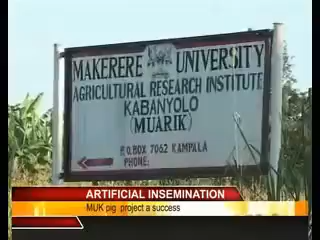 MAKERERE UNIVERSITY
AGRICULTURAL RESEARCH INSTITUTE
KABANYOLO
(MUARIK)
P.O.BOX 7062 KAMPALA
PHONE:
ARTIFICIAL INSEMINATION
MUK pig project a success